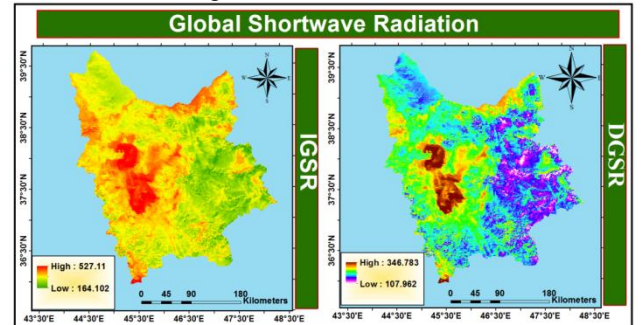 Global Shortwave Radiation
39°30'N
38°30'N
37°30'N
36°30'N
N
W
E
S
IGSR
High : 527.11
Low : 164.102
0 45 90 180
Kilometers
43°30'E 44°30'E 45°30'E 46°30'E 47°30'E 48°30'E
39°30'N
38°30'N
37°30'N
36°30'N
N
W
E
S
DGSR
High : 346.783
Low : 107.962
0 45 90 180
Kilometers
43°30'E 44°30'E 45°30'E 46°30'E 47°30'E 48°30'E